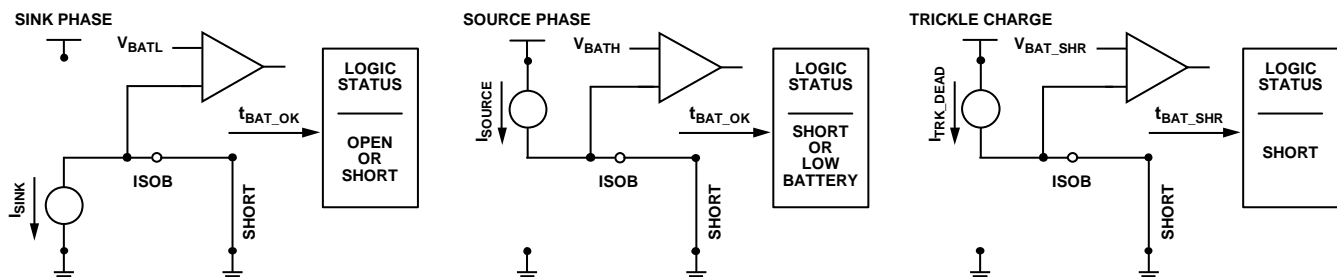 SINK PHASE
VBATL
LOGIC
STATUS
tBAT_OK
OPEN
OR
SHORT
ISOB
ISINK
SHORT
SOURCE PHASE
VBATH
LOGIC
STATUS
ISOURCE
tBAT_OK
SHORT
OR
LOW
BATTERY
ISOB
SHORT
TRICKLE CHARGE
VBAT_SHR
LOGIC
STATUS
ITRK_DEAD
tBAT_SHR
SHORT
ISOB
SHORT